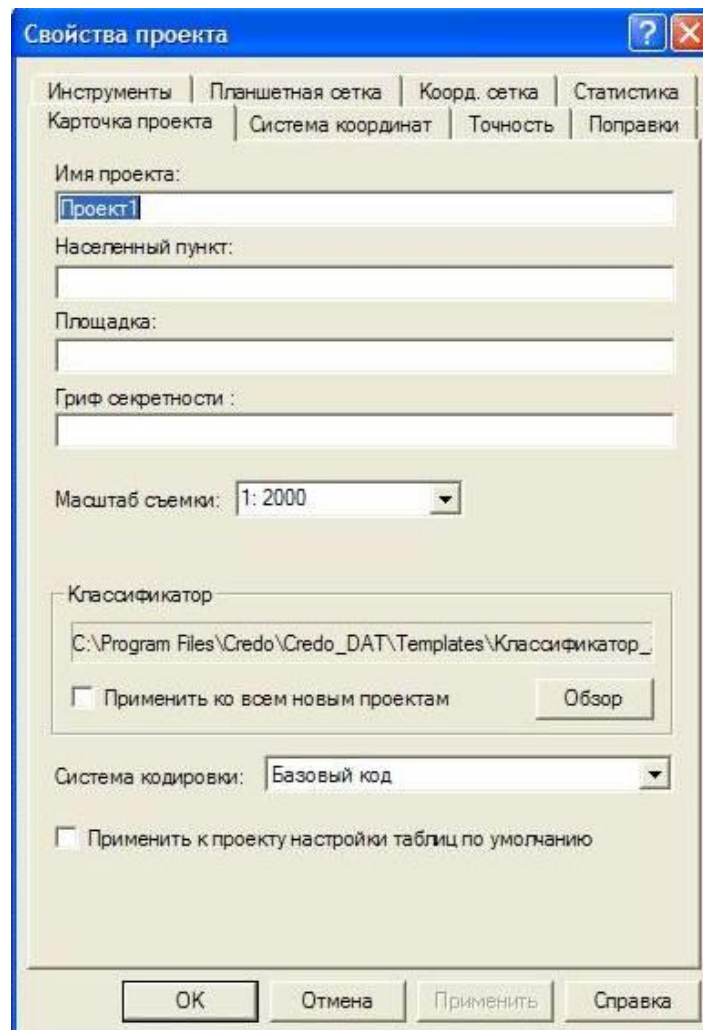 Свойства проекта
Инструменты Планшетная сетка Коорд. сетка Статистика
Карточка проекта Система координат Точность Поправки
Имя проекта:
Проект1
Населенный пункт:
Площадка:
Гриф секретности :
Масштаб съемки: 1: 2000
Классификатор
C:\Program Files\Credo\Credo_DAT\Templates\Классификатор_
Применить ко всем новым проектам Обзор
Система кодировки: Базовый код
Применить к проекту настройки таблиц по умолчанию
OK Отмена Применить Справка